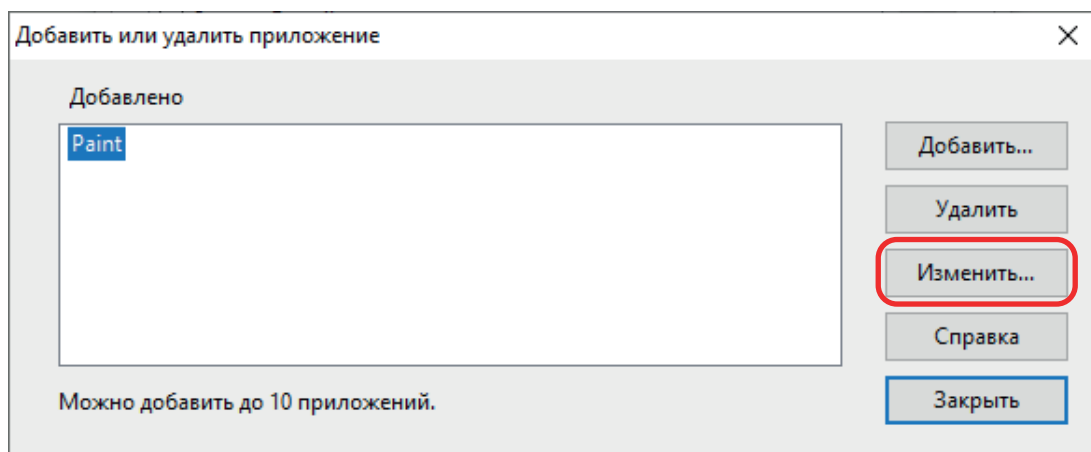 Добавить или удалить приложение
Добавлено
Paint
Добавить...
Удалить
Изменить...
Справка
Закрыть
Можно добавить до 10 приложений.